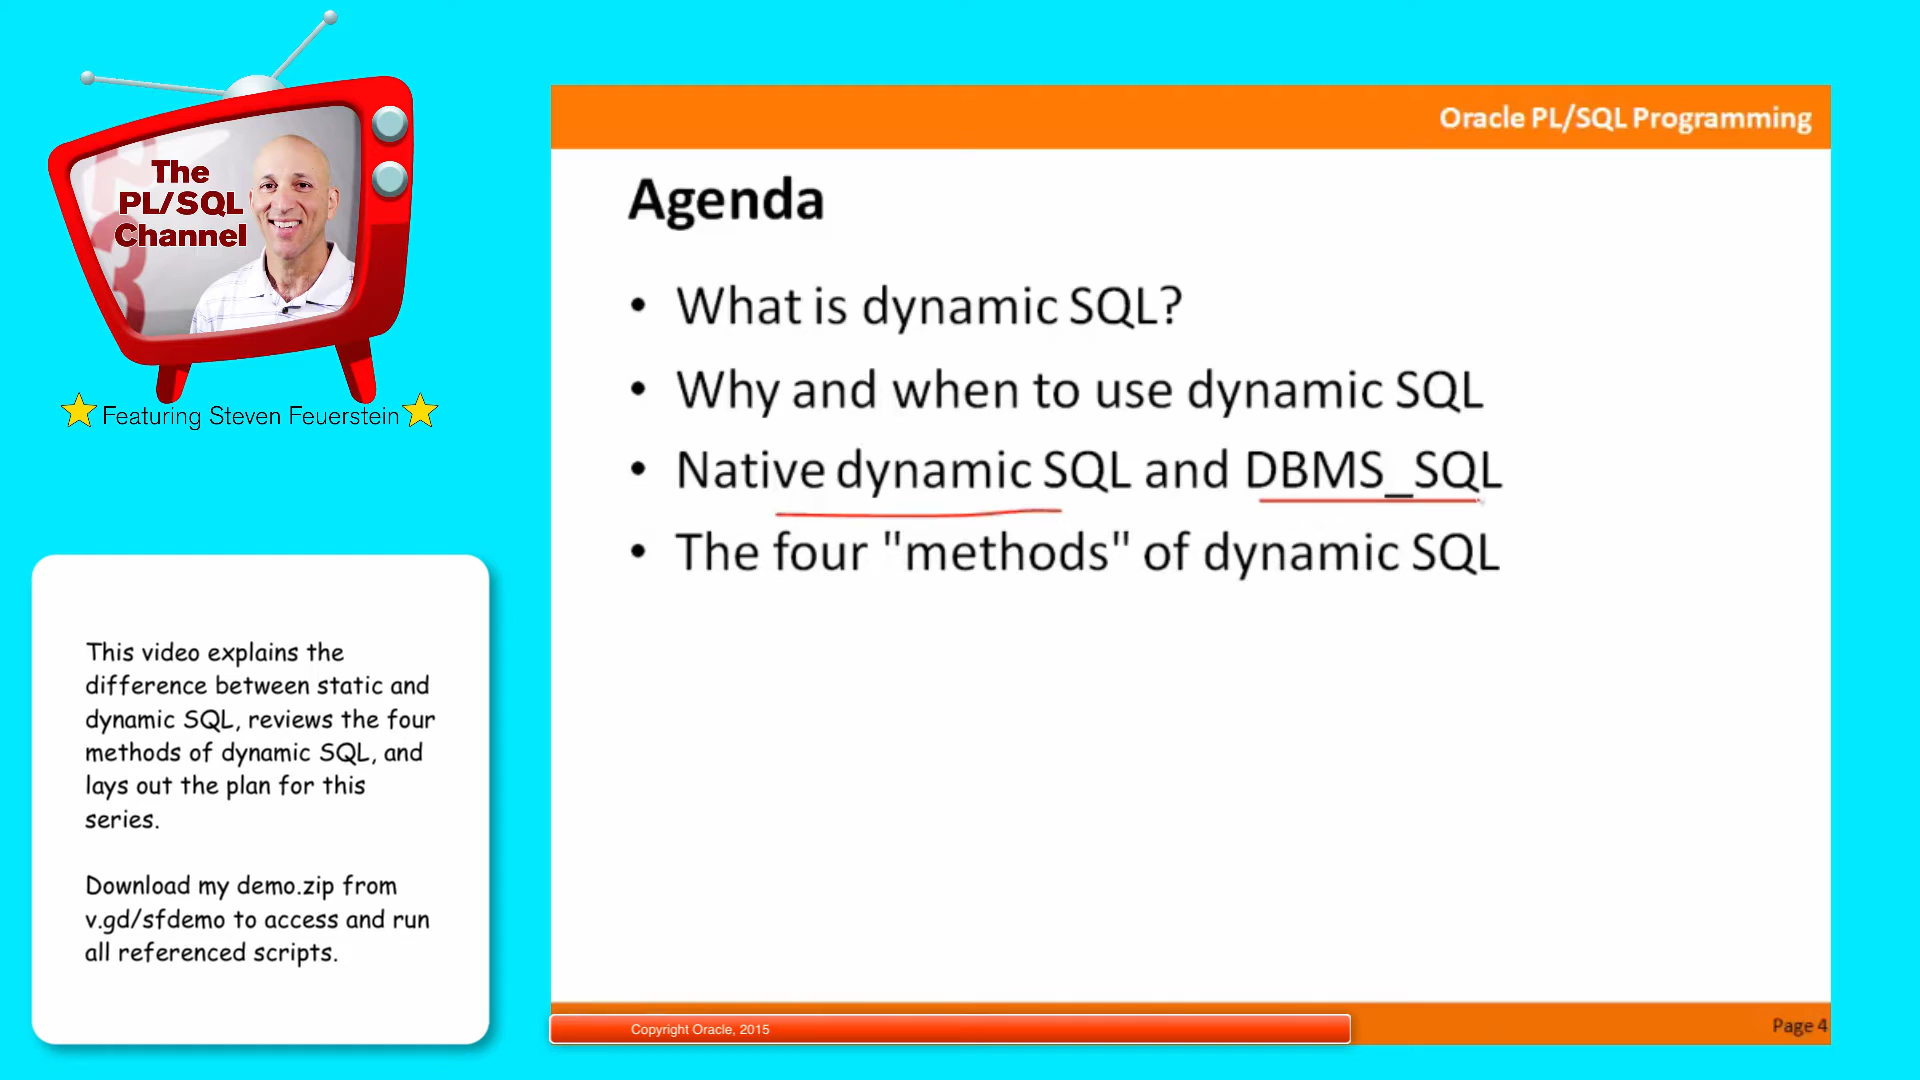 The
PL/SQL
Channel
Featuring Steven Feuerstein
This video explains the
difference between static and
dynamic SQL, reviews the four
methods of dynamic SQL, and
lays out the plan for this
series.
Download my demo.zip from
v.gd/sfdemo to access and run
all referenced scripts.
Oracle PL/SQL Programming
Agenda
• What is dynamic SQL?
• Why and when to use dynamic SQL
• Native dynamic SQL and DBMS_SQL
• The four "methods" of dynamic SQL
Copyright Oracle, 2015
Page 4